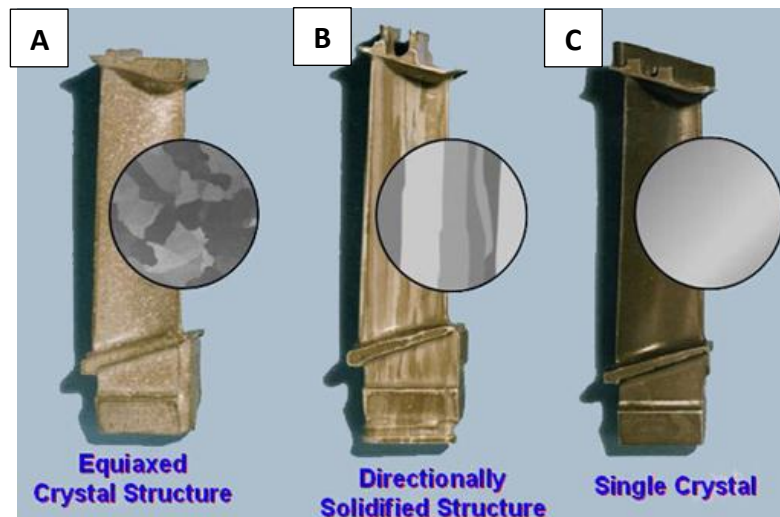 A
B
C
Equiaxed
Crystal Structure
Directionally
Solidified Structure
Single Crystal